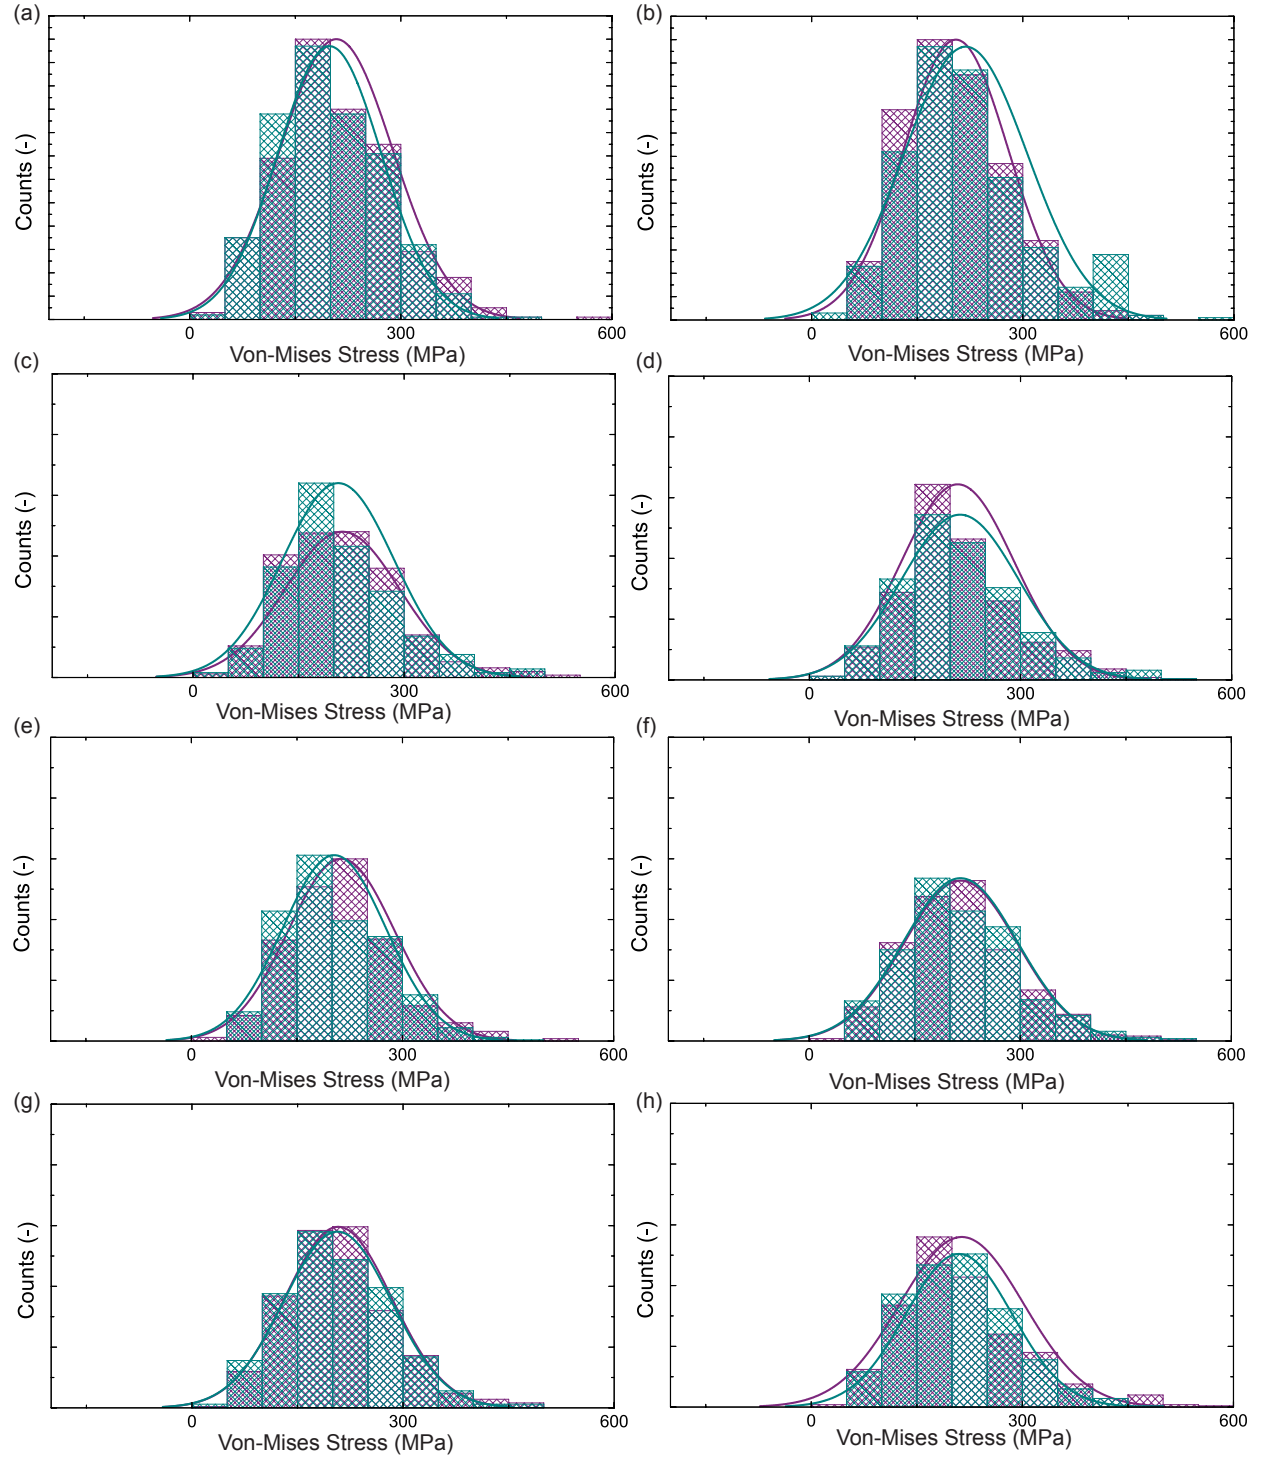 (a)
Counts (-)
0 300 600
Von-Mises Stress (MPa)
(b)
Counts (-)
0 300 600
Von-Mises Stress (MPa)
(c)
Counts (-)
0 300 600
Von-Mises Stress (MPa)
(d)
Counts (-)
0 300 600
Von-Mises Stress (MPa)
(e)
Counts (-)
0 300 600
Von-Mises Stress (MPa)
(f)
Counts (-)
0 300 600
Von-Mises Stress (MPa)
(g)
Counts (-)
0 300 600
Von-Mises Stress (MPa)
(h)
Counts (-)
0 300 600
Von-Mises Stress (MPa)